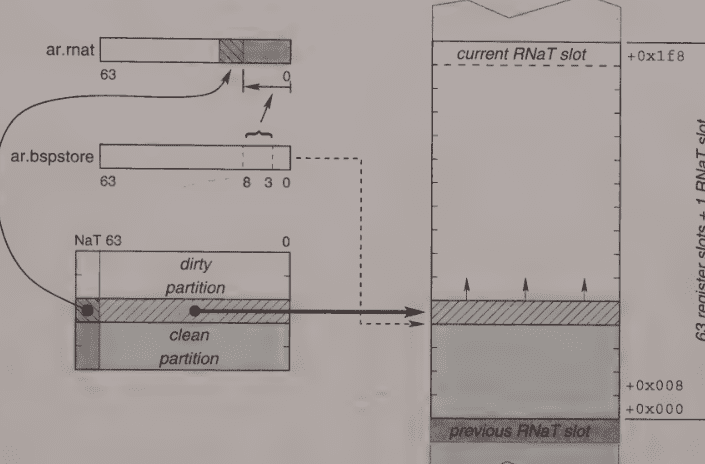 current RNaT slot
+0x1f8
ar.rnat
63
0
ar.bspstore
63
8
3
0
NaT
63
0
dirty
partition
clean
partition
+0x008
+0x000
previous RNaT slot
63 register slots + 1 RNaT slot